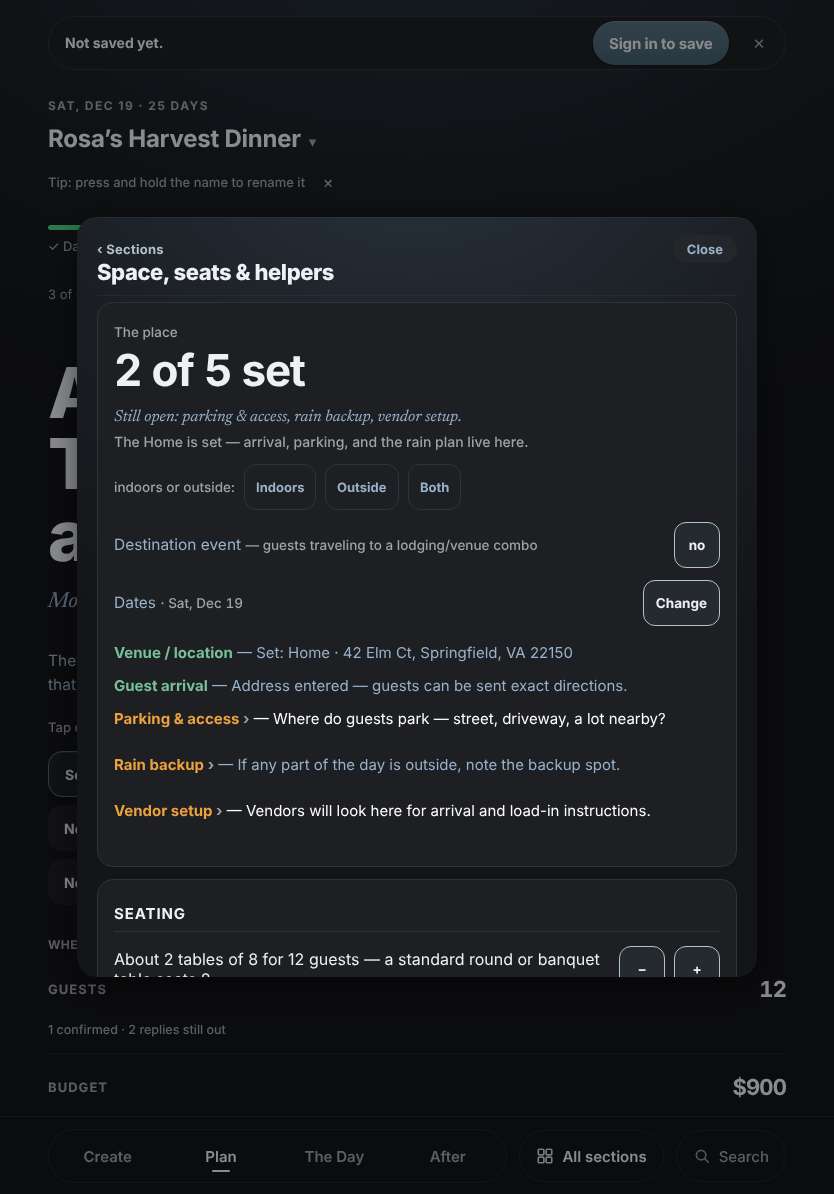 Not saved yet.
Sign in to save ×
SAT, DEC 19 · 25 DAYS
Rosa’s Harvest Dinner ▾
Tip: press and hold the name to rename it ×
✓ Da
3 of
A
T
a
Mo
The
that
Tap
‹ Sections
Close
Space, seats & helpers
The place
2 of 5 set
Still open: parking & access, rain backup, vendor setup.
The Home is set — arrival, parking, and the rain plan live here.
indoors or outside: Indoors Outside Both
Destination event — guests traveling to a lodging/venue combo no
Dates · Sat, Dec 19 Change
Venue / location — Set: Home · 42 Elm Ct, Springfield, VA 22150
Guest arrival — Address entered — guests can be sent exact directions.
Parking & access › — Where do guests park — street, driveway, a lot nearby?
Rain backup › — If any part of the day is outside, note the backup spot.
Vendor setup › — Vendors will look here for arrival and load-in instructions.
SEATING
About 2 tables of 8 for 12 guests — a standard round or banquet
− +
WHE
GUESTS 12
1 confirmed · 2 replies still out
BUDGET $900
Create Plan The Day After All sections Search